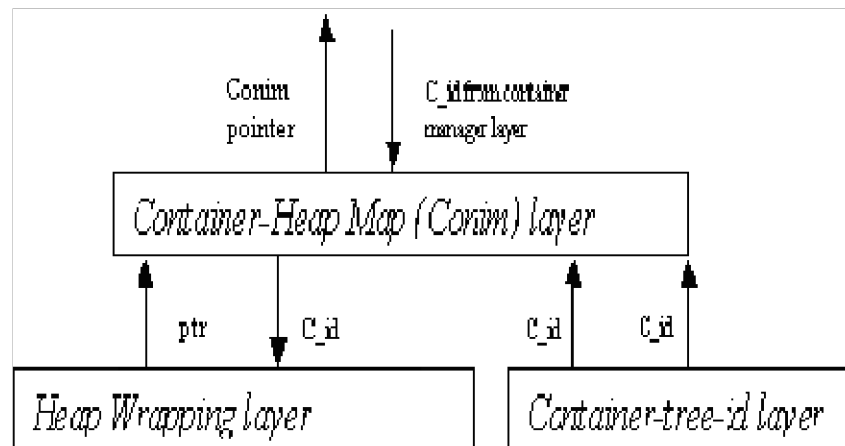 Conim
pointer
C_id from container
manager layer
Container-Heap Map (Conim) layer
ptr
C_id
C_id
C_id
Heap Wrapping layer
Container-tree-id layer